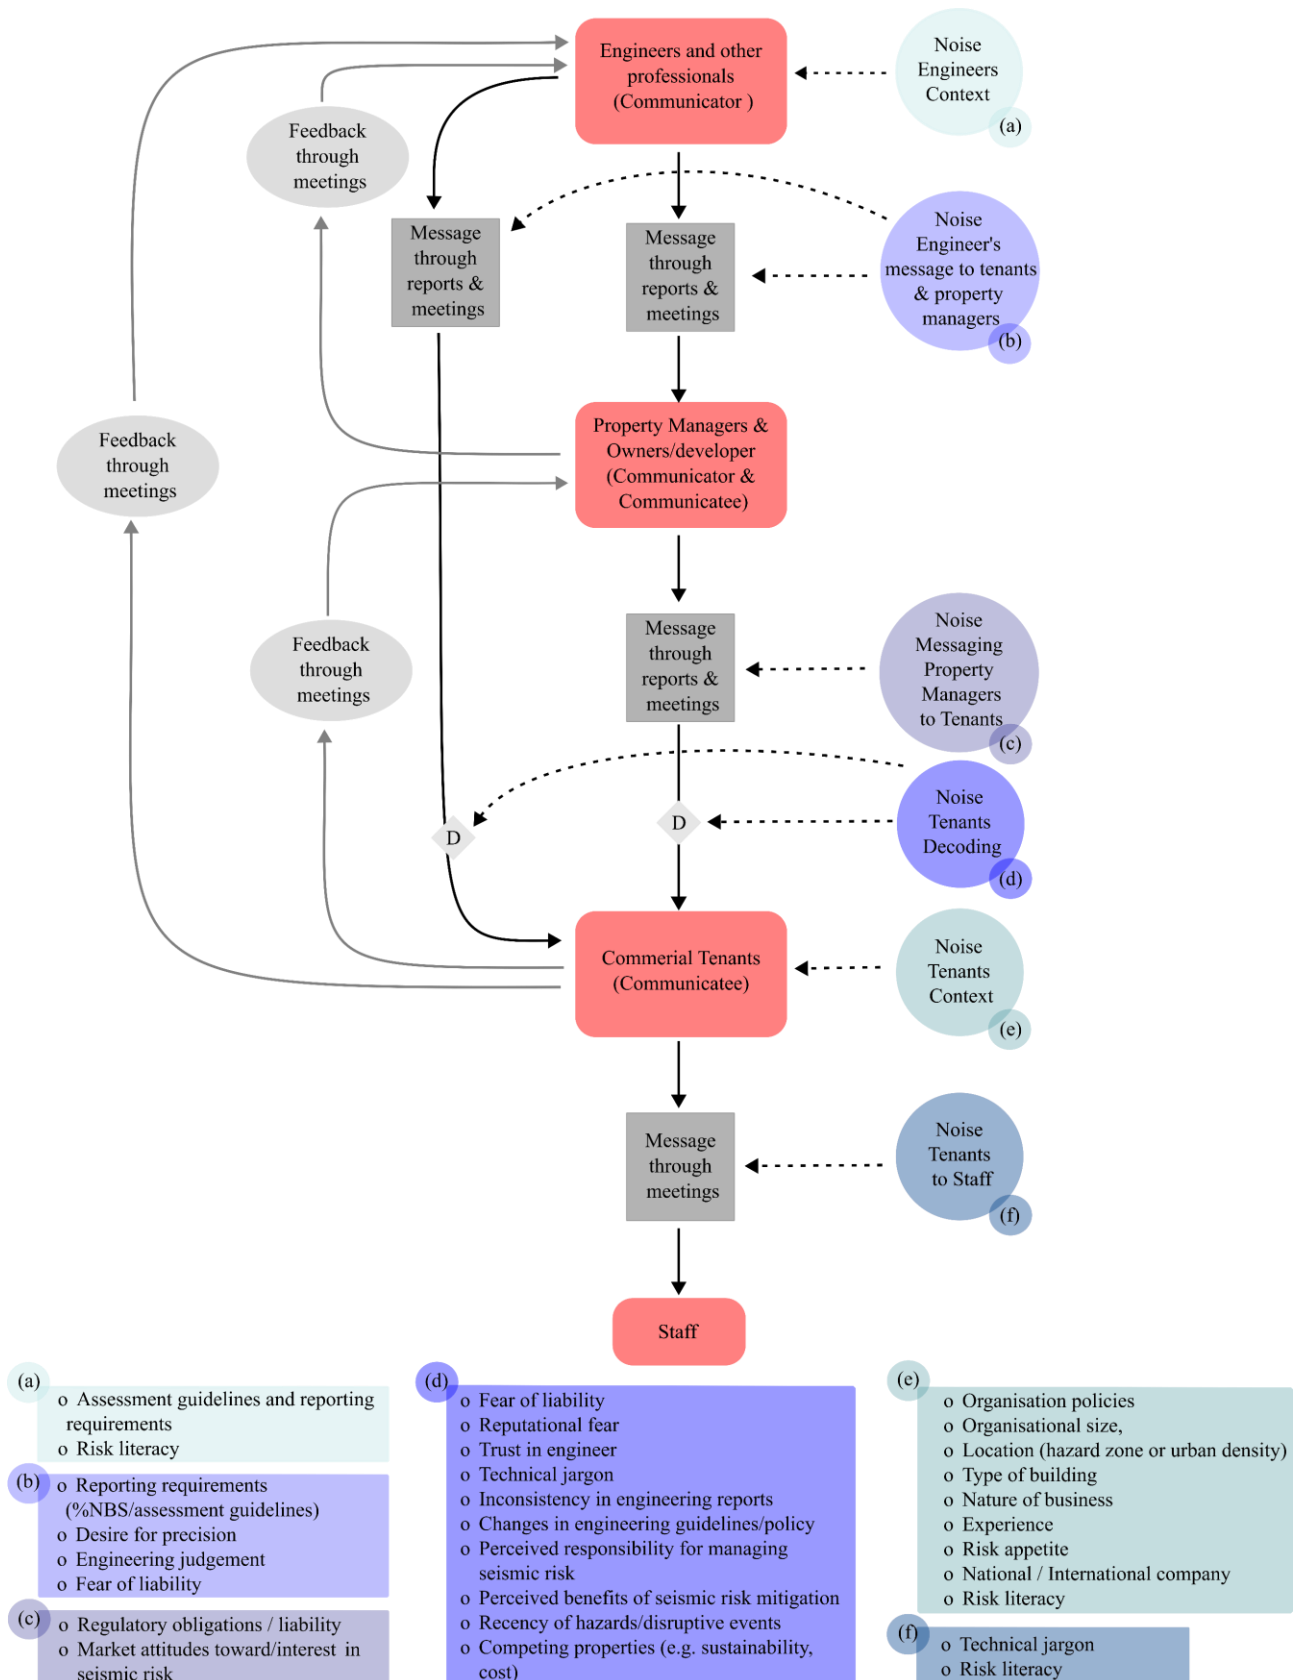 Engineers and other
professionals
(Communicator )
Noise
Engineers
Context
(a)
Feedback
through
meetings
Message
through
reports &
meetings
Message
through
reports &
meetings
Noise
Engineer's
message to tenants
& property
managers
(b)
Feedback
through
meetings
Property Managers &
Owners/developer
(Communicator &
Communicatee)
Feedback
through
meetings
Message
through
reports &
meetings
Noise
Messaging
Property
Managers
to Tenants
(c)
D
D
Noise
Tenants
Decoding
(d)
Commerial Tenants
(Communicatee)
Noise
Tenants
Context
(e)
Message
through
meetings
Noise
Tenants
to Staff
(f)
Staff
(a)
o Assessment guidelines and reporting
requirements
o Risk literacy
(b)
o Reporting requirements
(%NBS/assessment guidelines)
o Desire for precision
o Engineering judgement
o Fear of liability
(c)
o Regulatory obligations / liability
o Market attitudes toward/interest in
seismic risk
(d)
o Fear of liability
o Reputational fear
o Trust in engineer
o Technical jargon
o Inconsistency in engineering reports
o Changes in engineering guidelines/policy
o Perceived responsibility for managing
seismic risk
o Perceived benefits of seismic risk mitigation
o Recency of hazards/disruptive events
o Competing properties (e.g. sustainability,
cost)
(e)
o Organisation policies
o Organisational size,
o Location (hazard zone or urban density)
o Type of building
o Nature of business
o Experience
o Risk appetite
o National / International company
o Risk literacy
(f)
o Technical jargon
o Risk literacy